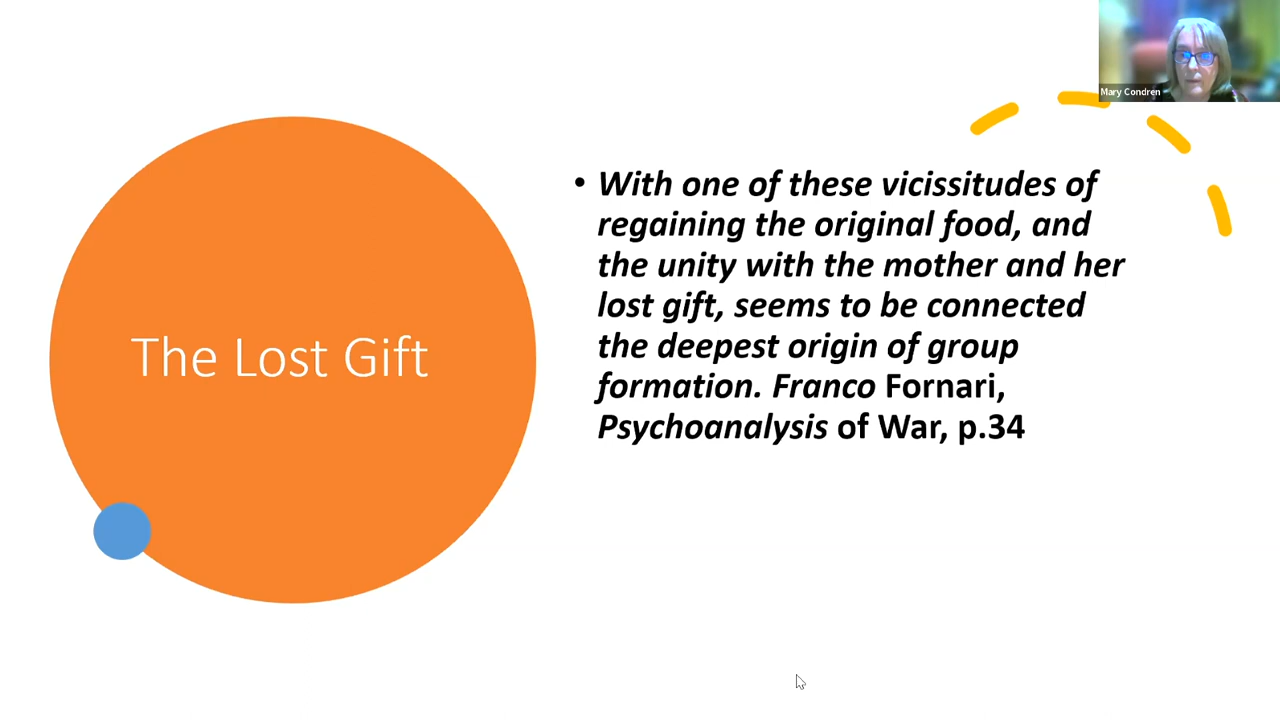 Mary Condren
The Lost Gift
• With one of these vicissitudes of
regaining the original food, and
the unity with the mother and her
lost gift, seems to be connected
the deepest origin of group
formation. Franco Fornari,
Psychoanalysis of War, p.34